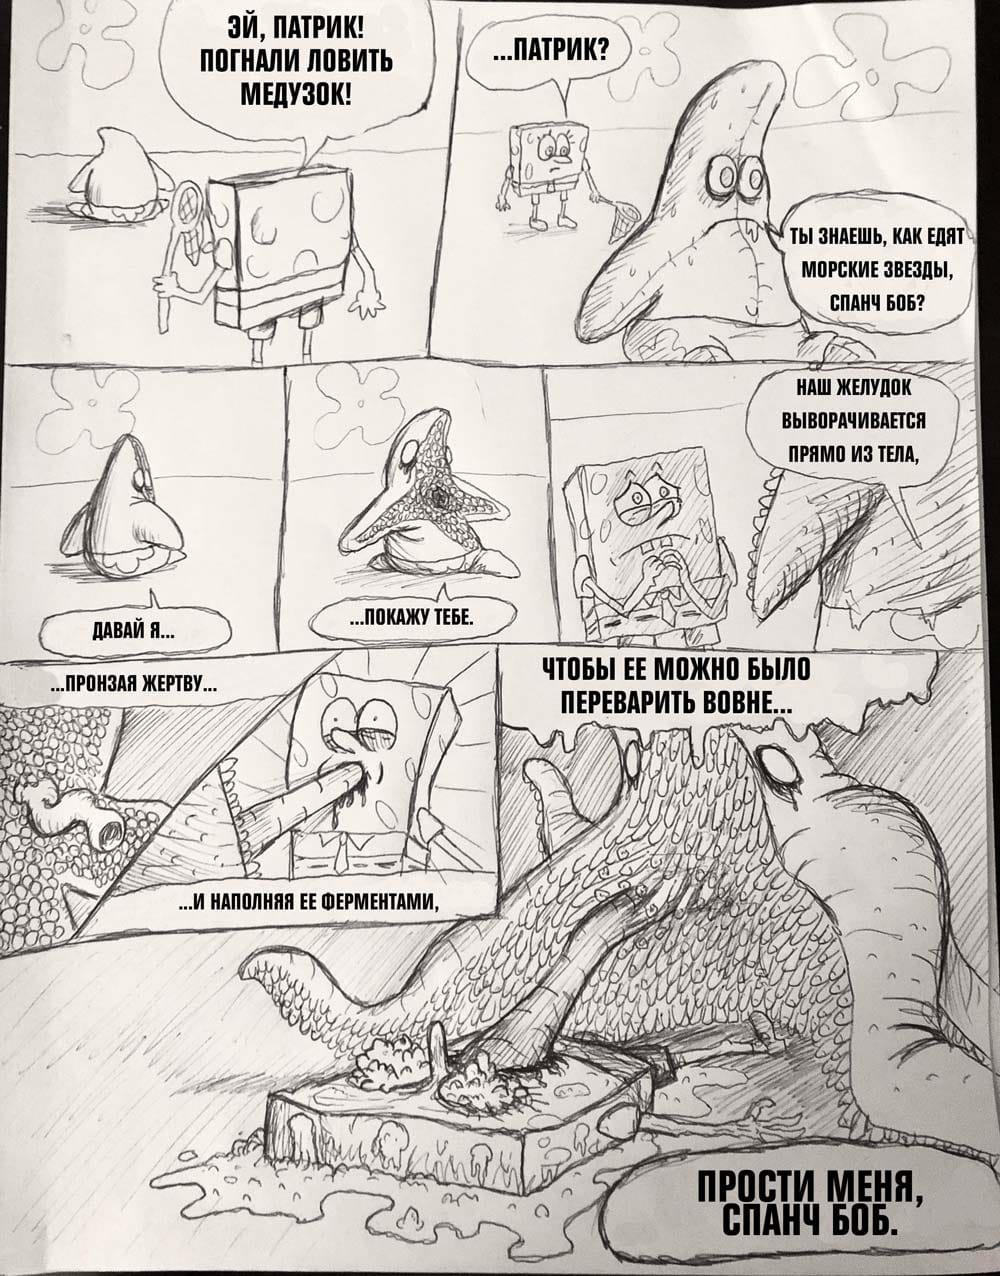 ЭЙ, ПАТРИК!
ПОГНАЛИ ЛОВИТЬ
МЕДУЗОК!
...ПАТРИК?
ТЫ ЗНАЕШЬ, КАК ЕДЯТ
МОРСКИЕ ЗВЕЗДЫ,
СПАНЧ БОБ?
ДАВАЙ Я...
...ПОКАЖУ ТЕБЕ.
НАШ ЖЕЛУДОК
ВЫВОРАЧИВАЕТСЯ
ПРЯМО ИЗ ТЕЛА,
...ПРОНЗАЯ ЖЕРТВУ...
...И НАПОЛНЯЯ ЕЕ ФЕРМЕНТАМИ,
ЧТОБЫ ЕЕ МОЖНО БЫЛО
ПЕРЕВАРИТЬ ВОВНЕ...
ПРОСТИ МЕНЯ,
СПАНЧ БОБ.